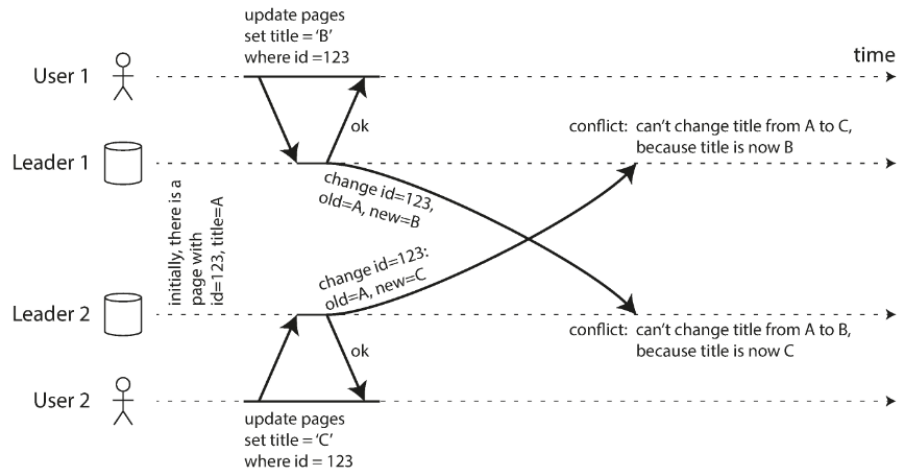 update pages
set title = ‘B’
where id =123
time
User 1
ok
conflict: can’t change title from A to C,
because title is now B
Leader 1
change id=123,
old=A, new=B
initially, there is a
page with
id=123, title=A
change id=123:
old=A, new=C
Leader 2
conflict: can’t change title from A to B,
because title is now C
ok
User 2
update pages
set title = ‘C’
where id = 123